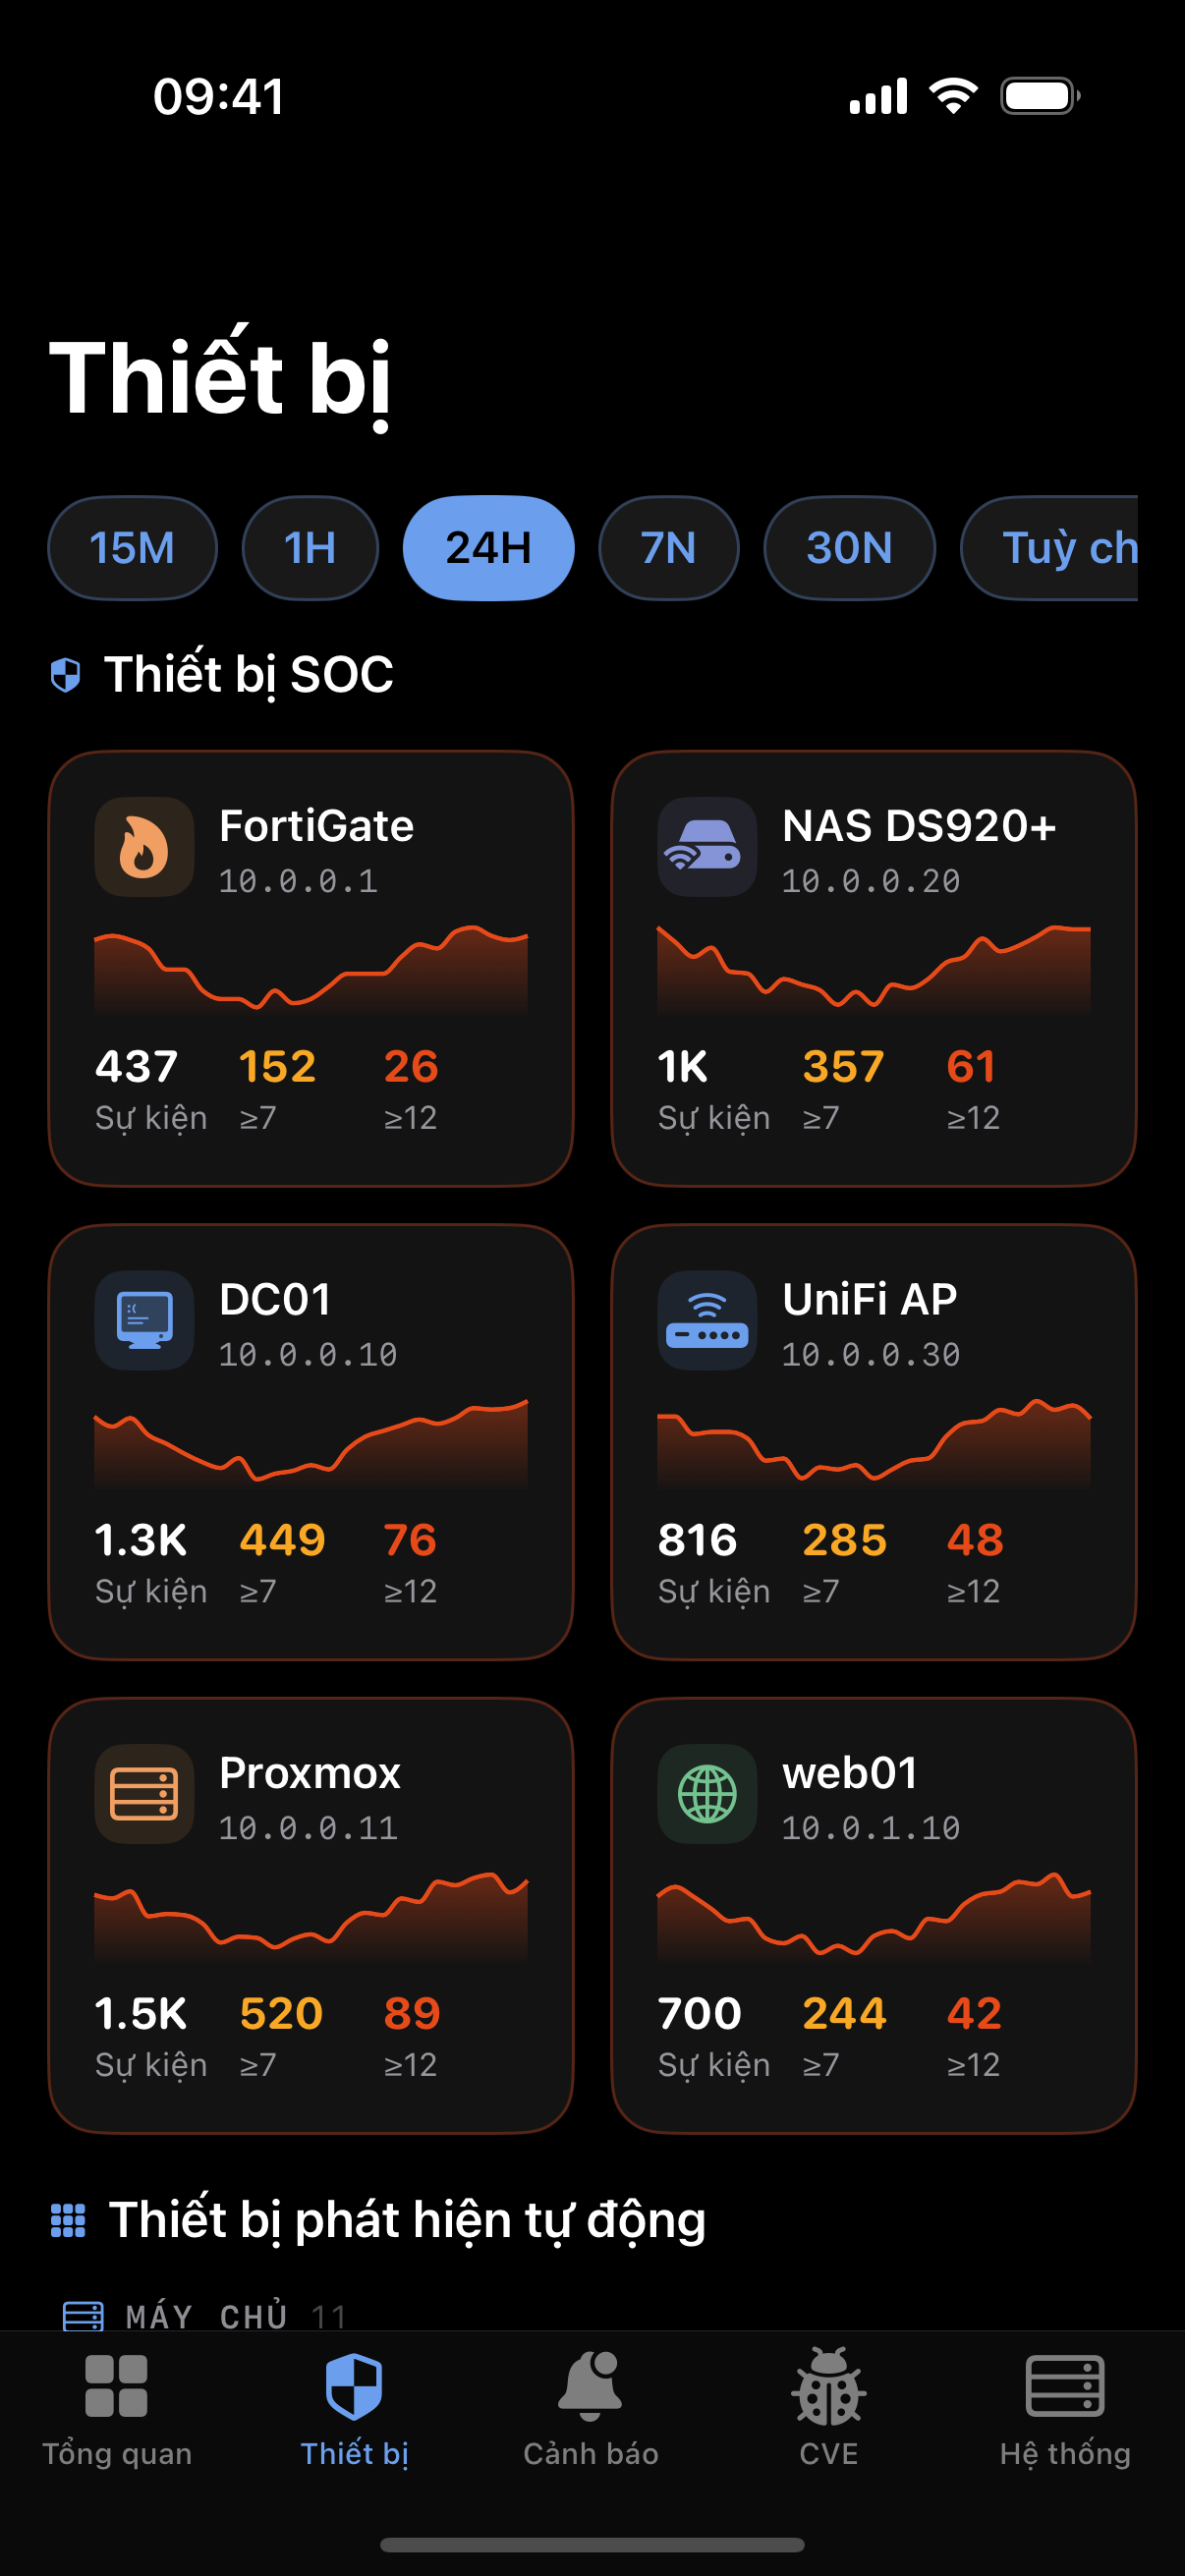 09:41
Thiết bị
15M 1H 24H 7N 30N Tuỳ ch
Thiết bị SOC
FortiGate
10.0.0.1
437 152 26
Sự kiện ≥7 ≥12
NAS DS920+
10.0.0.20
1K 357 61
Sự kiện ≥7 ≥12
DC01
10.0.0.10
1.3K 449 76
Sự kiện ≥7 ≥12
UniFi AP
10.0.0.30
816 285 48
Sự kiện ≥7 ≥12
Proxmox
10.0.0.11
1.5K 520 89
Sự kiện ≥7 ≥12
web01
10.0.1.10
700 244 42
Sự kiện ≥7 ≥12
Thiết bị phát hiện tự động
MÁY CHỦ 11
Tổng quan Thiết bị Cảnh báo CVE Hệ thống